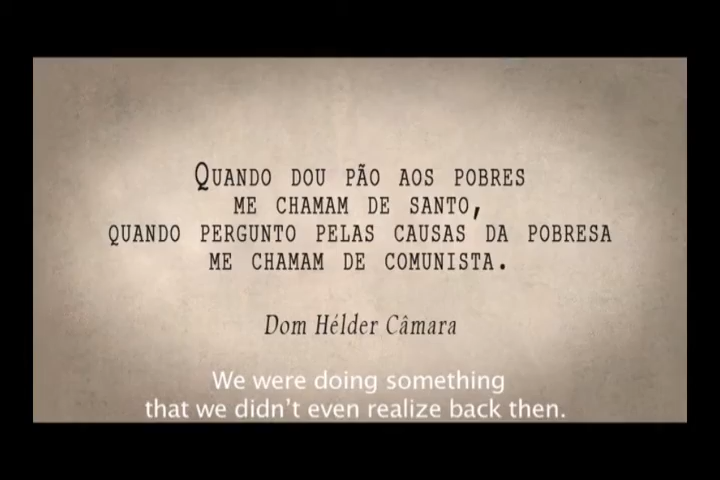 QUANDO DOU PÃO AOS POBRES
ME CHAMAM DE SANTO,
QUANDO PERGUNTO PELAS CAUSAS DA POBRESA
ME CHAMAM DE COMUNISTA.
Dom Hélder Câmara
We were doing something
that we didn't even realize back then.